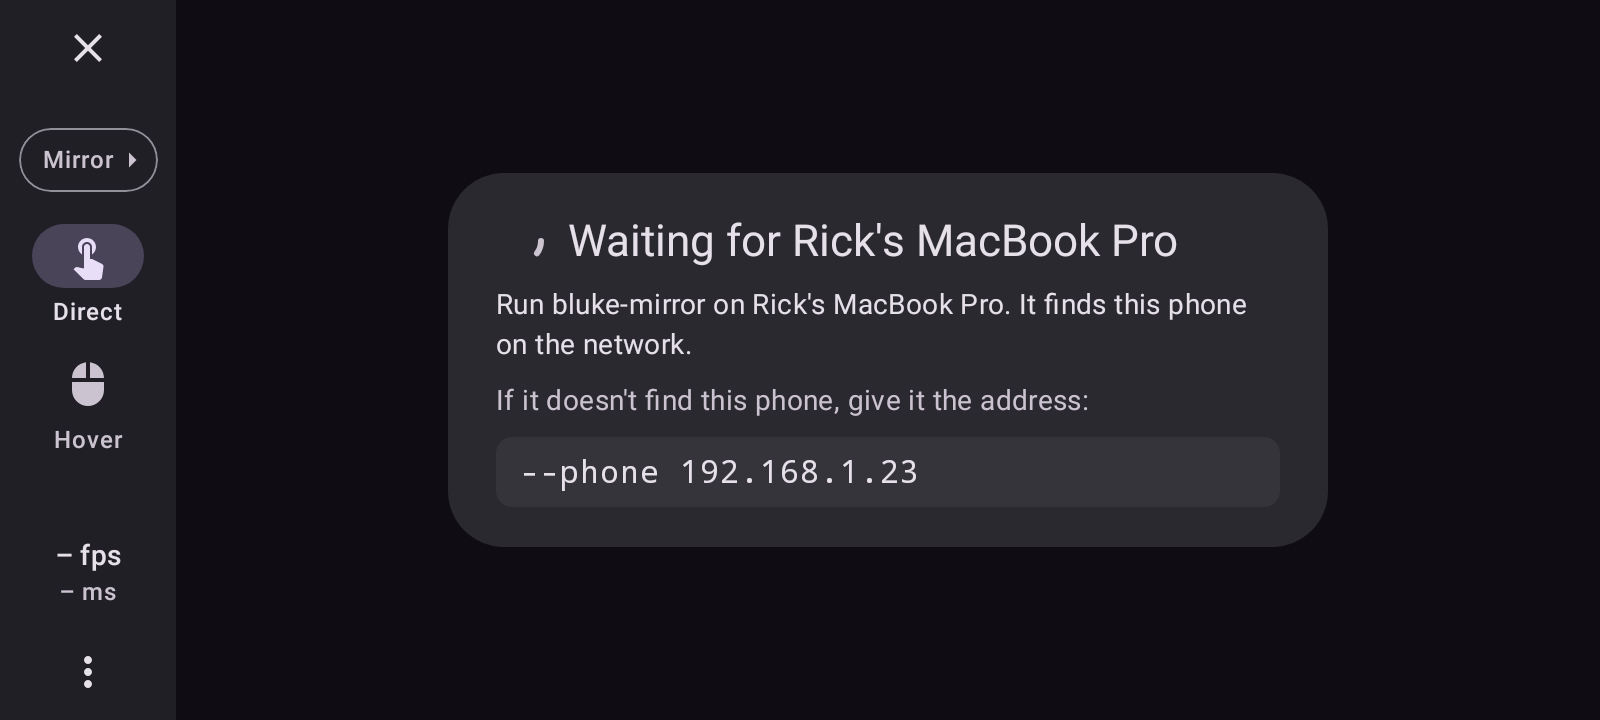 Mirror
Direct
Hover
– fps
– ms
Waiting for Rick's MacBook Pro
Run bluke-mirror on Rick's MacBook Pro. It finds this phone
on the network.
If it doesn't find this phone, give it the address:
--phone 192.168.1.23